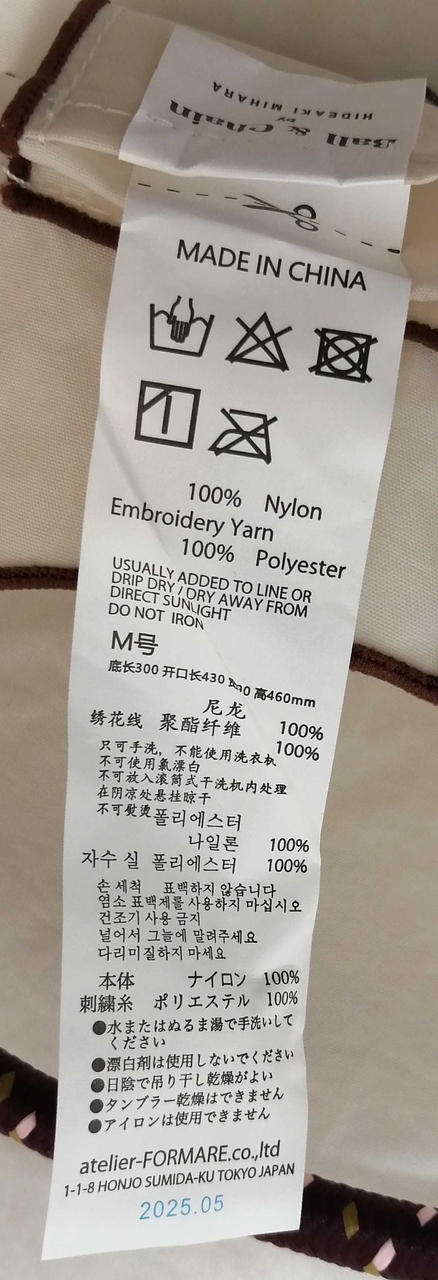 Ball & Chain
by
HIDEAKI MIHARA
MADE IN CHINA
100% Nylon
Embroidery Yarn
100% Polyester
USUALLY ADDED TO LINE OR
DRIP DRY / DRY AWAY FROM
DIRECT SUNLIGHT
DO NOT IRON
M号
底长300 开口长430 高460mm
尼龙
绣花线 聚酯纤维 100%
100%
只可手洗，不能使用洗衣机
不可使用氯漂白
不可放入滚筒式干洗机内处理
在阴凉处悬挂晾干
不可熨烫
폴리에스터
나일론 100%
자수 실 폴리에스터 100%
손 세척 표백하지 않습니다
염소 표백제를 사용하지 마십시오
건조기 사용 금지
널어서 그늘에 말려주세요
다리미질하지 마세요
本体 ナイロン 100%
刺繍糸 ポリエステル 100%
●水またはぬるま湯で手洗いして
ください
●漂白剤は使用しないでください
●日陰で吊り干し乾燥がよい
●タンブラー乾燥はできません
●アイロンは使用できません
atelier-FORMARE.co.,ltd
1-1-8 HONJO SUMIDA-KU TOKYO JAPAN
2025.05